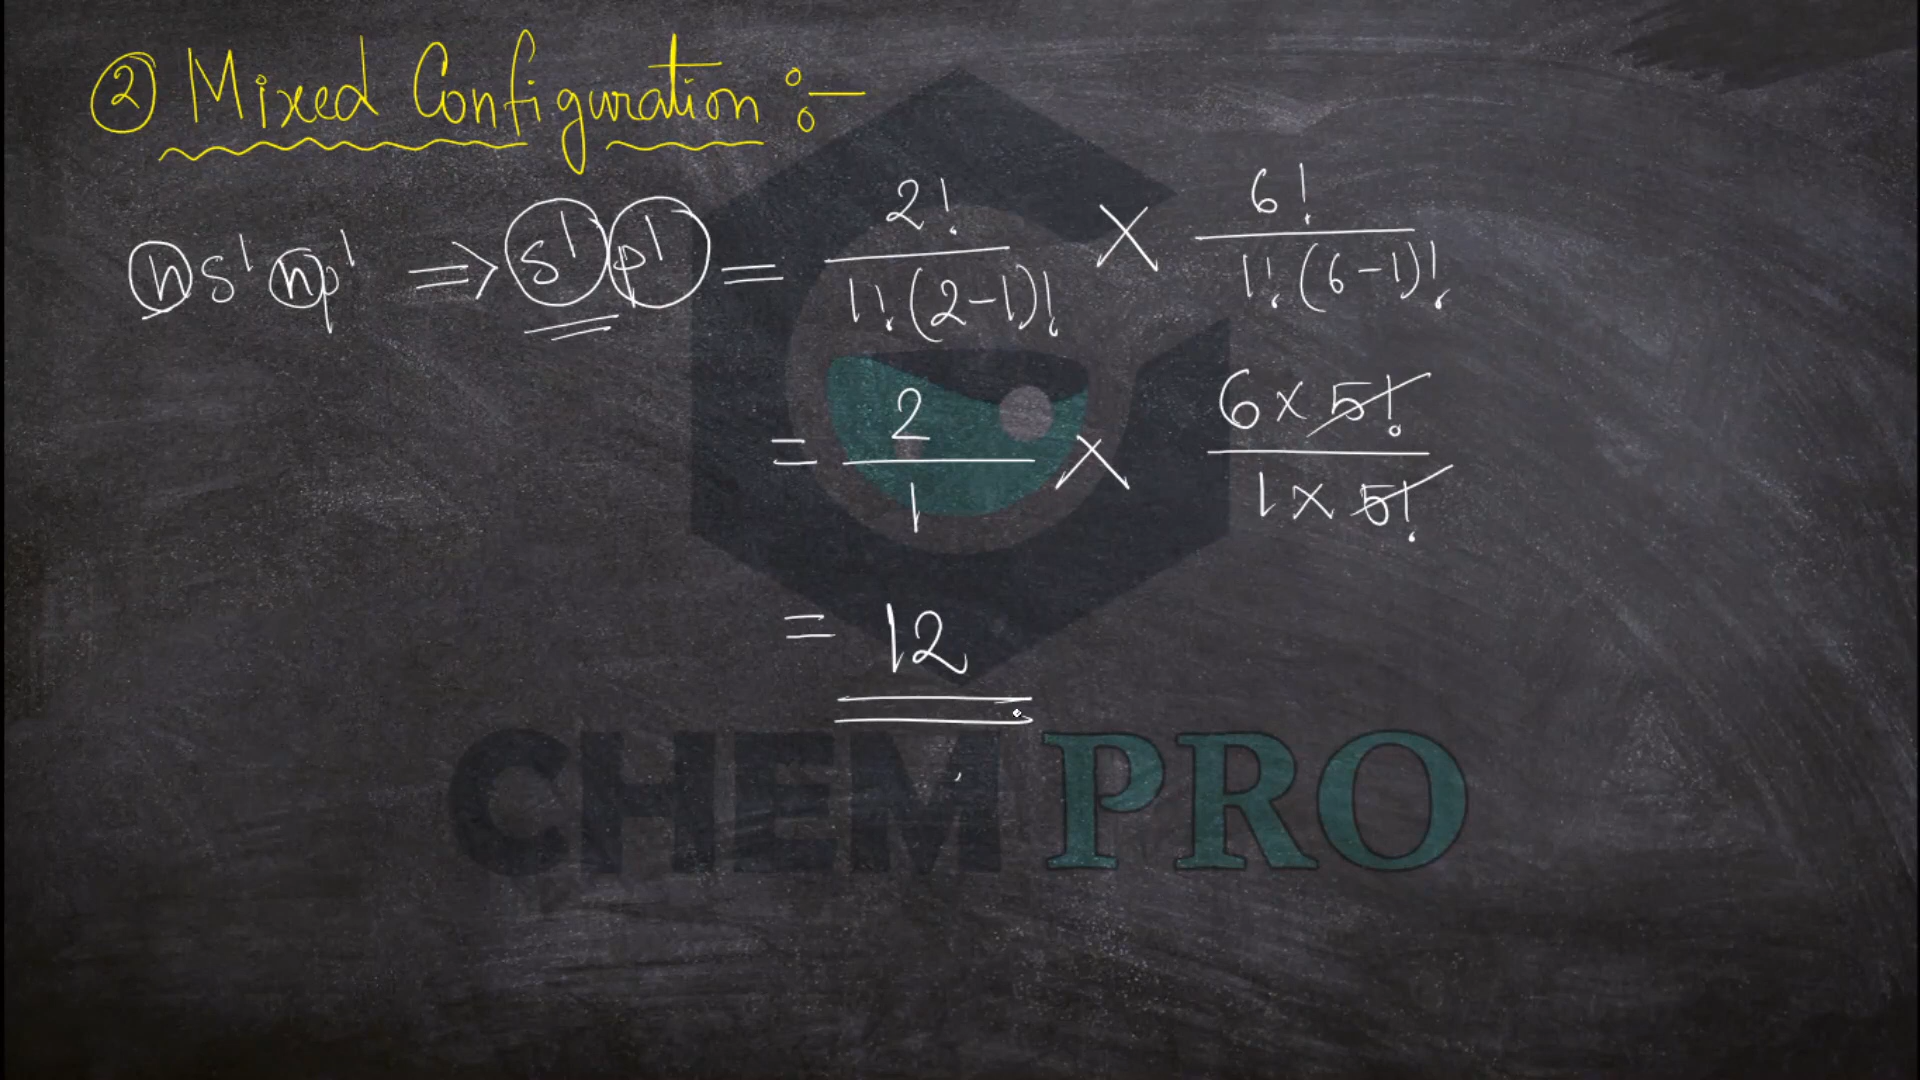 ② Mixed Configuration :-
ns¹ np¹ ⇒ s¹ p¹ = 2! / 1!(2-1)! × 6! / 1!(6-1)!
= 2 / 1 × 6 × 5! / 1 × 5!
= 12
CHEM PRO